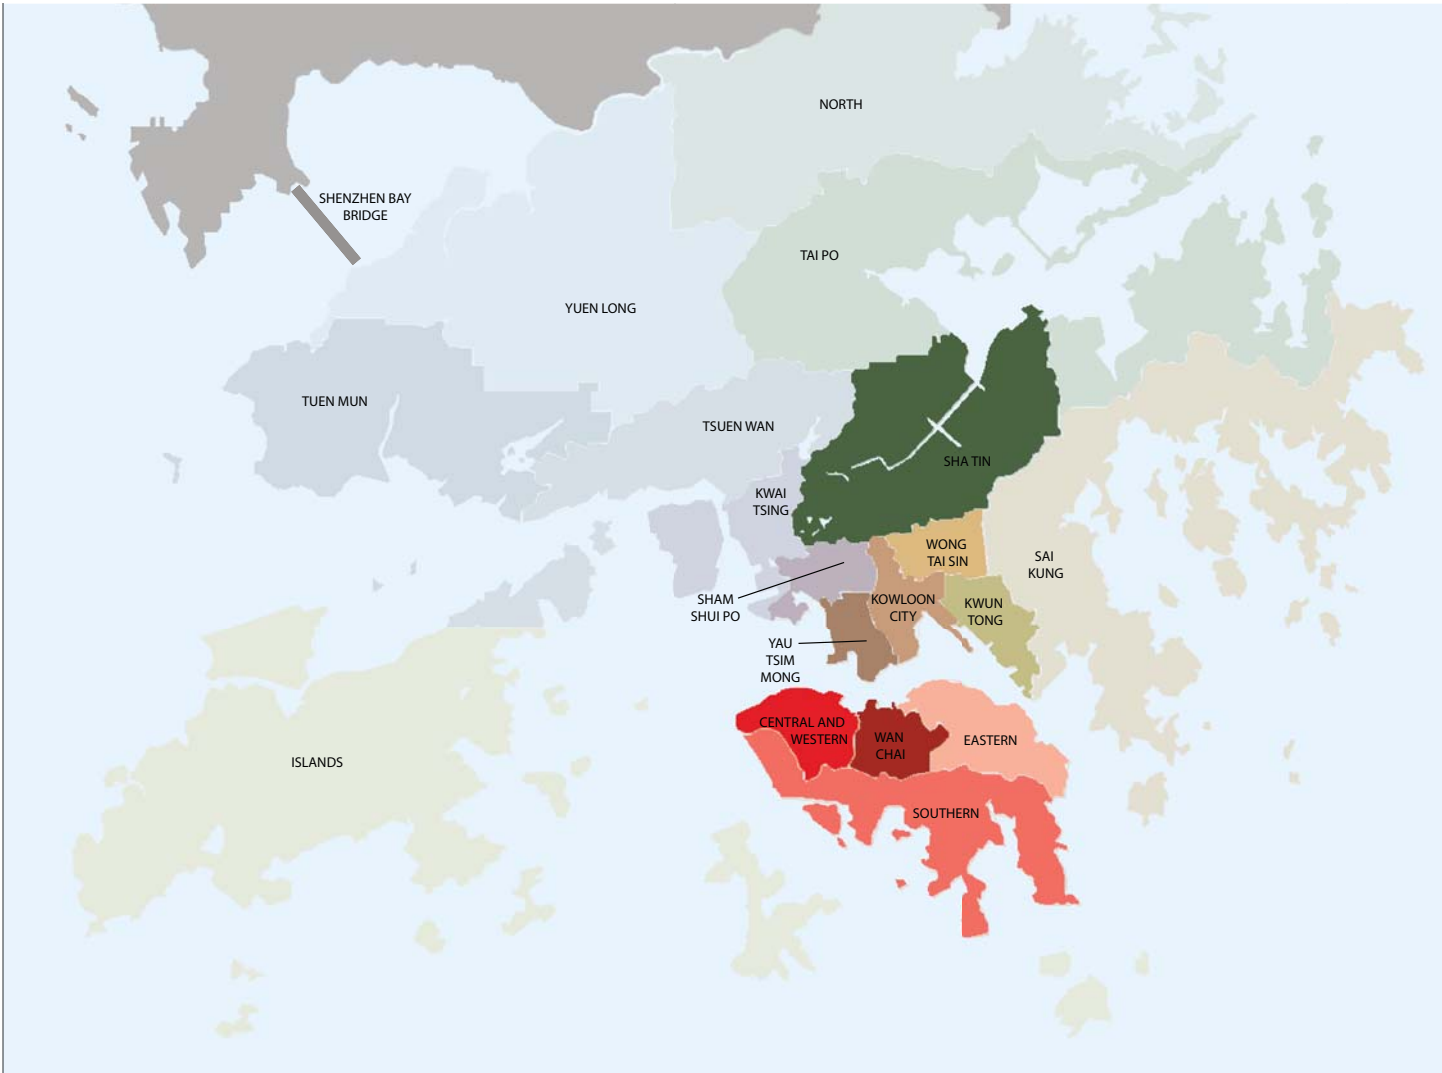 NORTH
SHENZHEN BAY
BRIDGE
TAI PO
YUEN LONG
TUEN MUN
TSUEN WAN
SHA TIN
KWAI
TSING
WONG
TAI SIN
SAI
KUNG
SHAM
SHUI PO
KOWLOON
CITY
KWUN
TONG
YAU
TSIM
MONG
CENTRAL AND
WESTERN
WAN
CHAI
EASTERN
ISLANDS
SOUTHERN